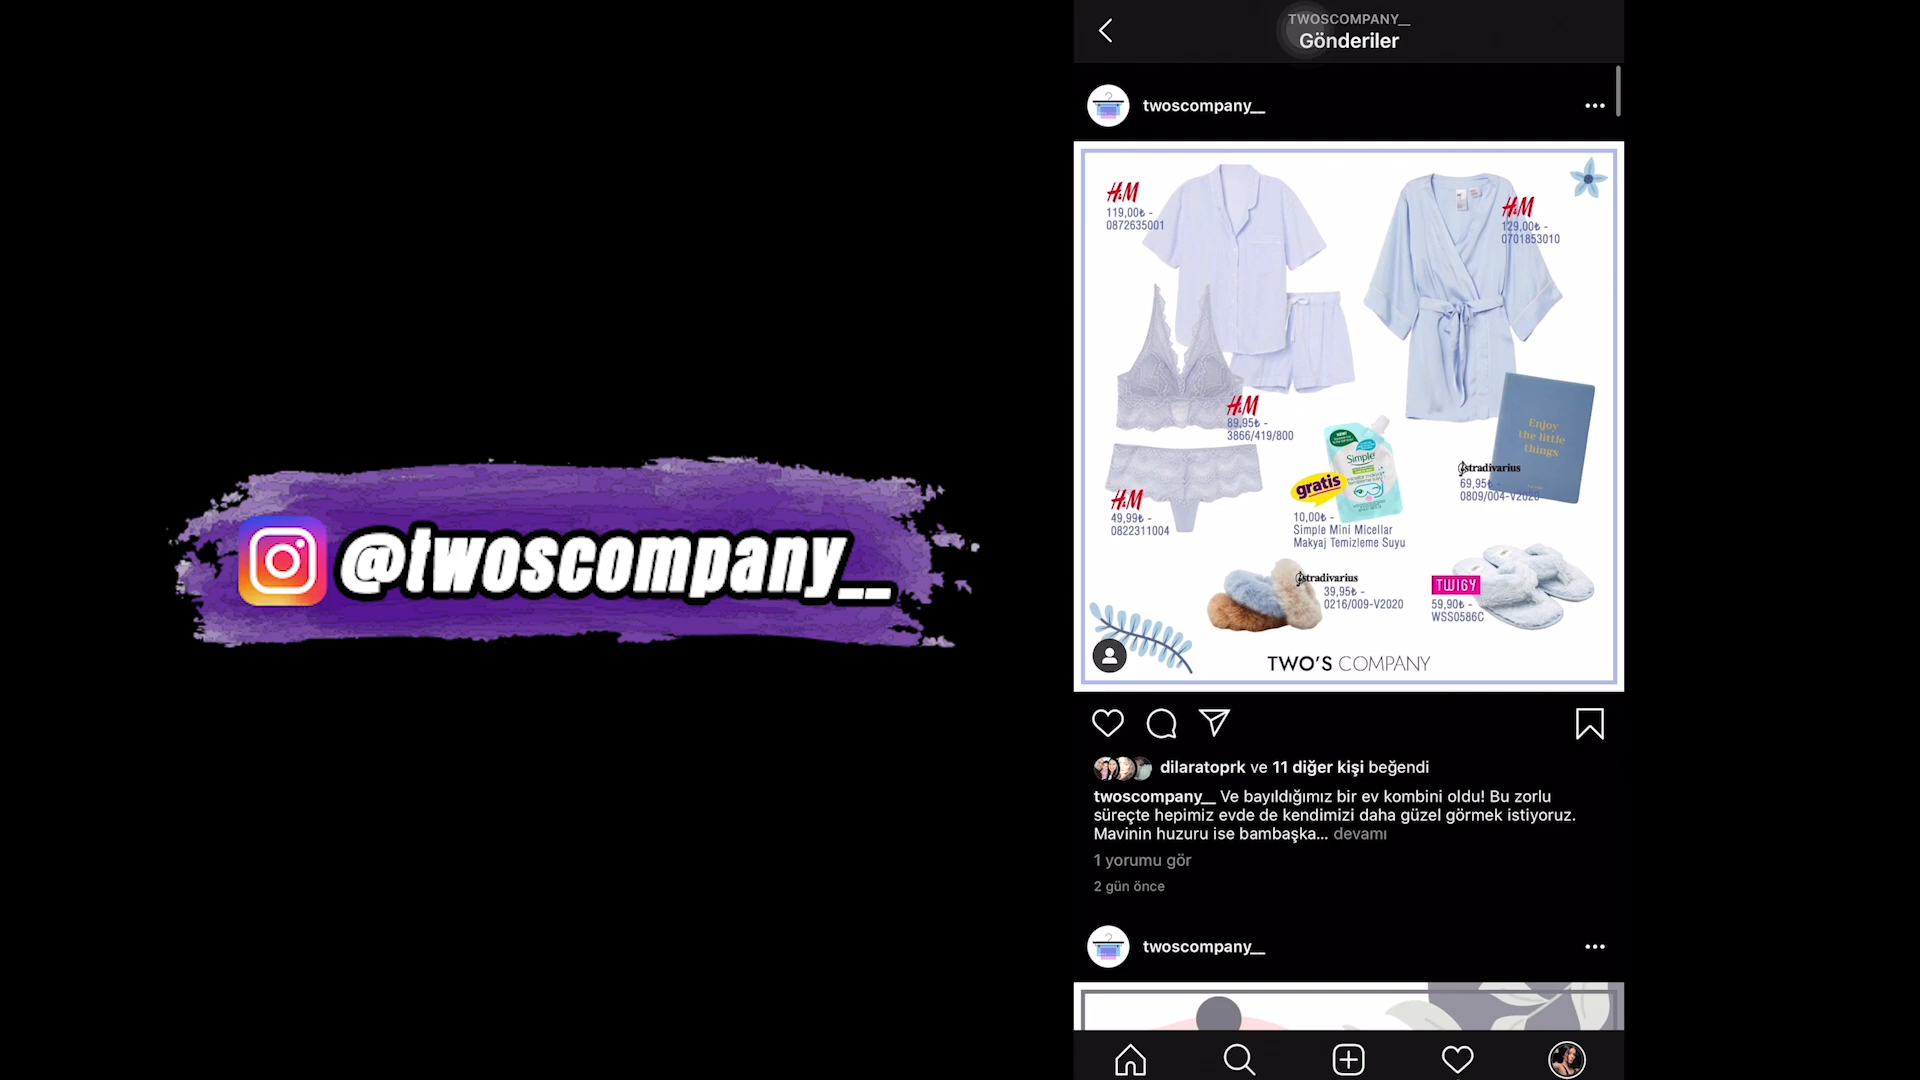 @twoscompany__
TWOSCOMPANY__
Gönderiler
twoscompany__
H&M
119,00₺ -
0872635001
H&M
129,00₺ -
0701853010
H&M
89,95₺ -
3866/419/800
Enjoy
the little
things
Simple
gratis
stradivarius
69,95₺ -
0809/004-V2020
H&M
49,99₺ -
0822311004
10,00₺ -
Simple Mini Micellar
Makyaj Temizleme Suyu
stradivarius
39,95₺ -
0216/009-V2020
TWIGY
59,90₺ -
WSS0586C
TWO'S COMPANY
dilaratoprk ve 11 diğer kişi beğendi
twoscompany__ Ve bayıldığımız bir ev kombini oldu! Bu zorlu
süreçte hepimiz evde de kendimizi daha güzel görmek istiyoruz.
Mavinin huzuru ise bambaşka... devamı
1 yorumu gör
2 gün önce
twoscompany__